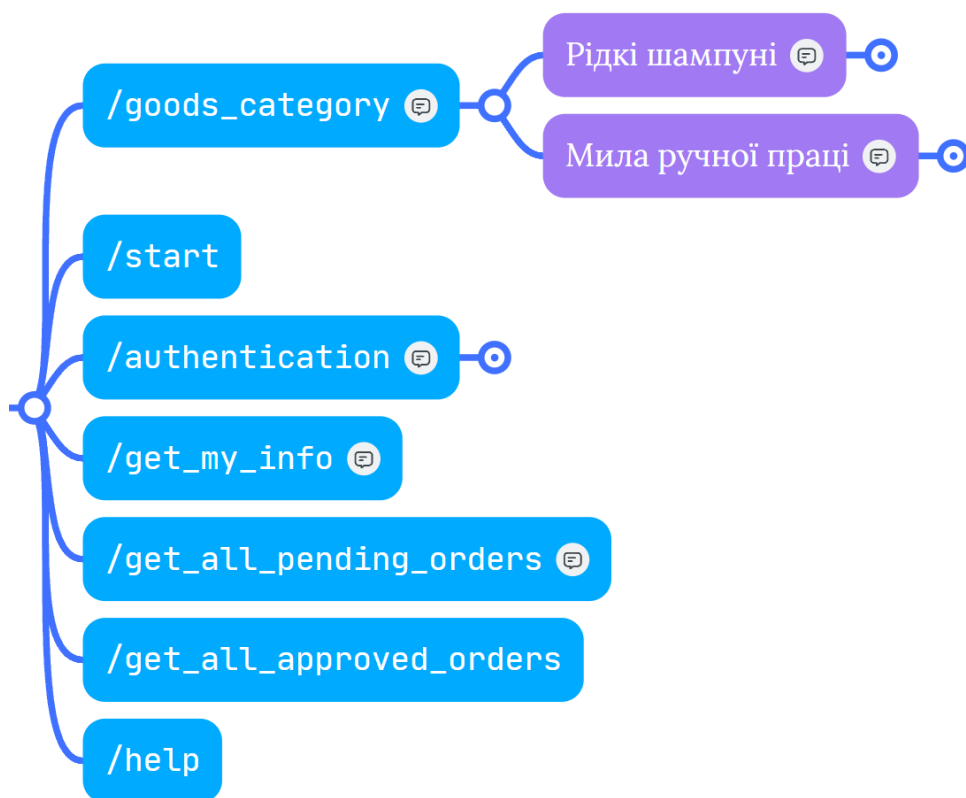 /goods_category
Рідкі шампуні
Мила ручної праці
/start
/authentication
/get_my_info
/get_all_pending_orders
/get_all_approved_orders
/help